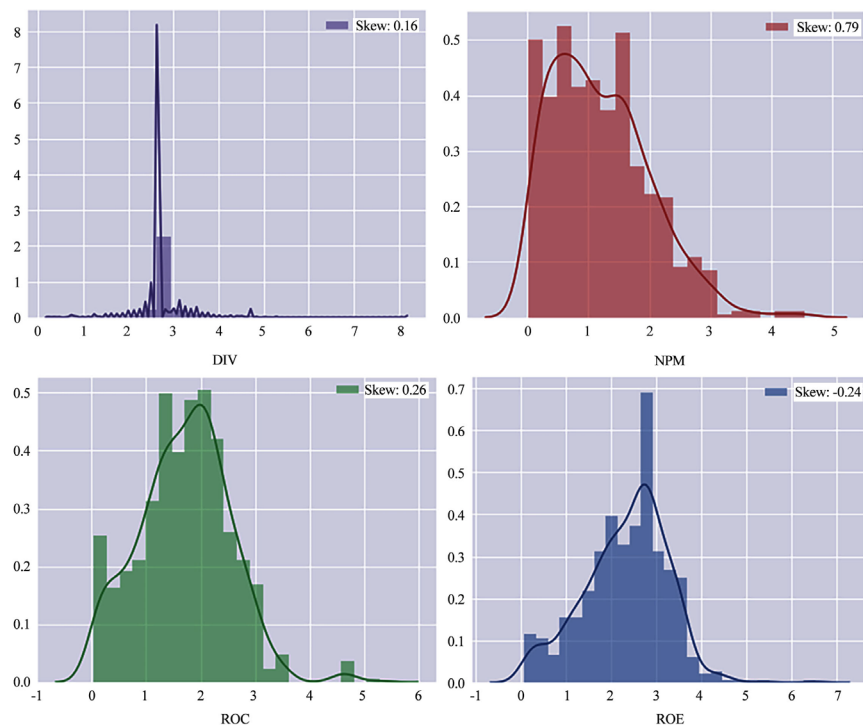 Skew: 0.16
8
7
6
5
4
3
2
1
0
0 1 2 3 4 5 6 7 8
DIV
Skew: 0.79
0.5
0.4
0.3
0.2
0.1
0.0
0 1 2 3 4 5
NPM
Skew: 0.26
0.5
0.4
0.3
0.2
0.1
0.0
-1 0 1 2 3 4 5 6
ROC
Skew: -0.24
0.7
0.6
0.5
0.4
0.3
0.2
0.1
0.0
-1 0 1 2 3 4 5 6 7
ROE